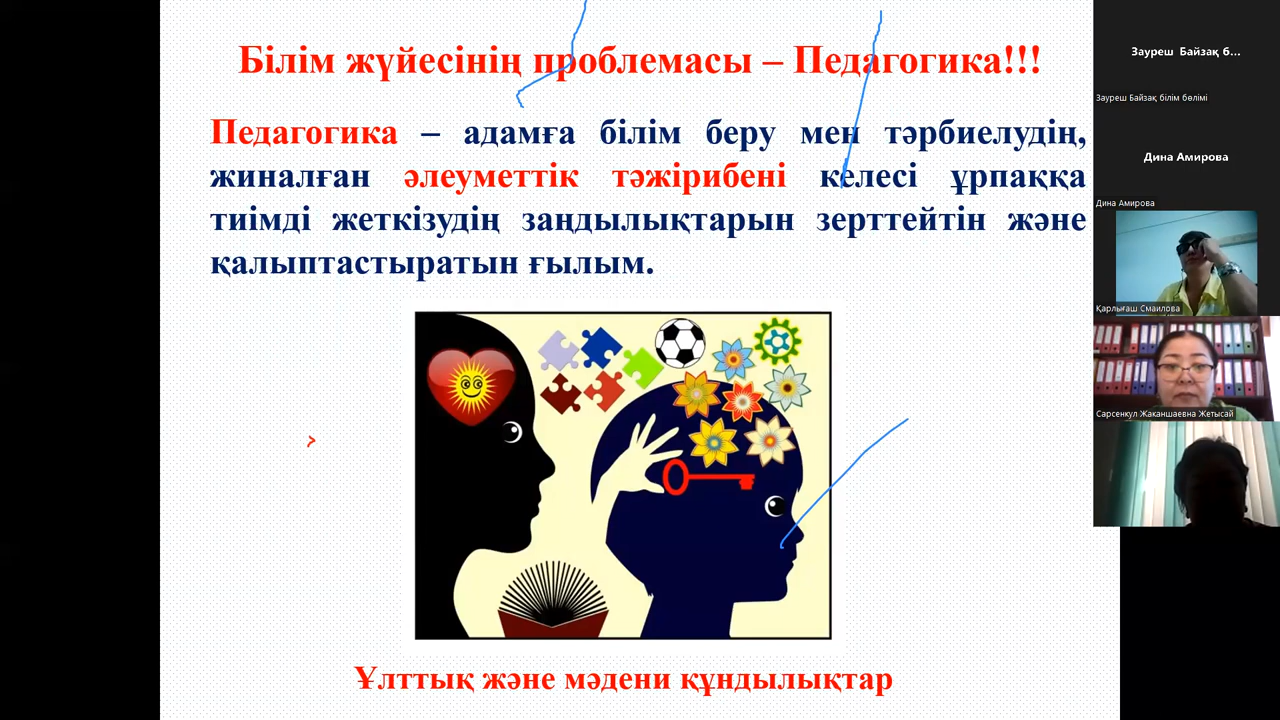 Білім жүйесінің проблемасы – Педагогика!!!
Педагогика – адамға білім беру мен тәрбиелудің,
жиналған әлеуметтік тәжірибені келесі ұрпаққа
тиімді жеткізудің заңдылықтарын зерттейтін және
қалыптастыратын ғылым.
Ұлттық және мәдени құндылықтар
Зауреш Байзақ б...
Зауреш Байзақ білім бөлімі
Дина Амирова
Дина Амирова
Қарлығаш Смаилова
Сарсенкул Жаканшаевна Жетысай